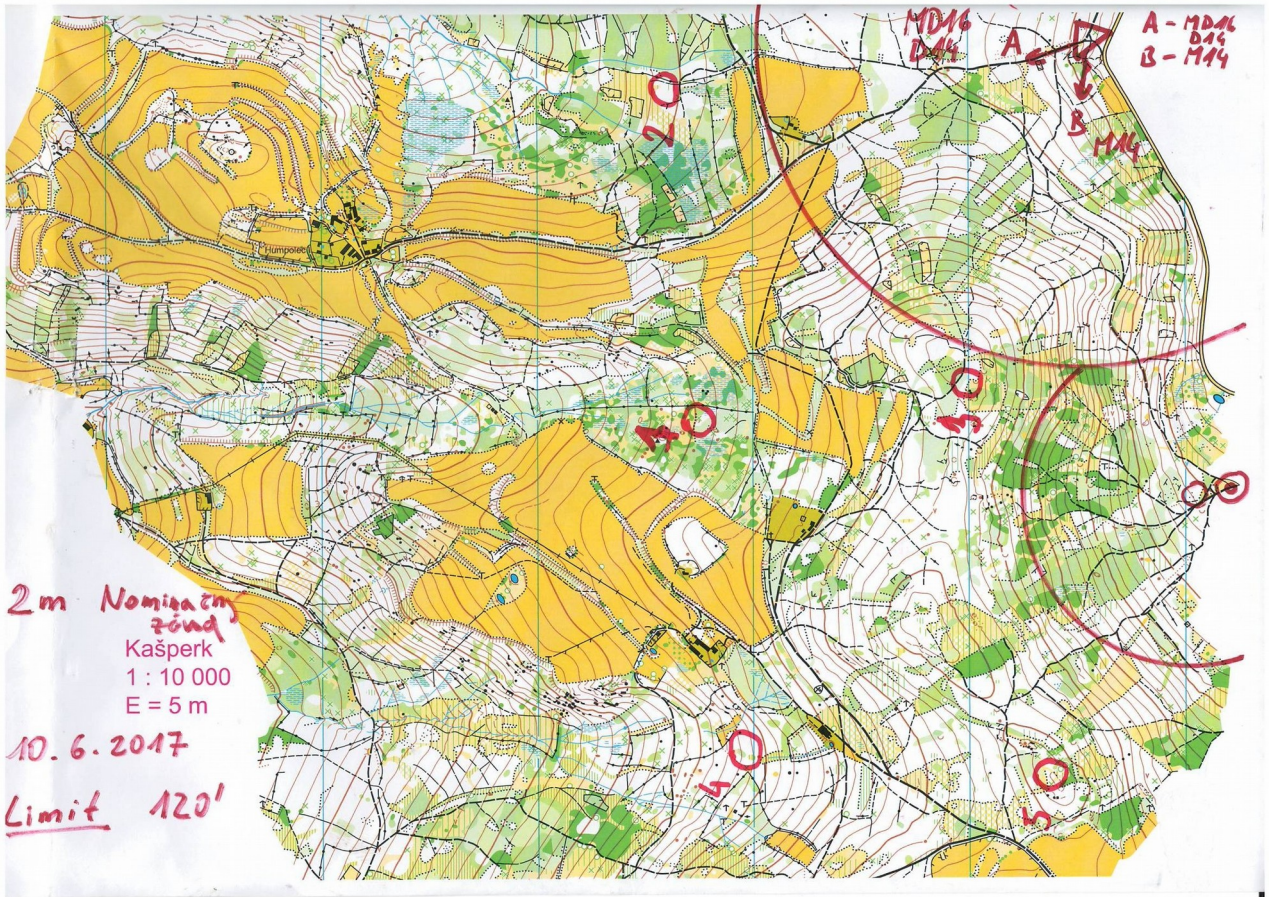 MD16
D14
A
A - MD16
D14
B - M14
B
M14
2
Humpolec
3
1
2m Nominační
závod
Kašperk
1 : 10 000
E = 5 m
10.6.2017
Limit 120'
4
5